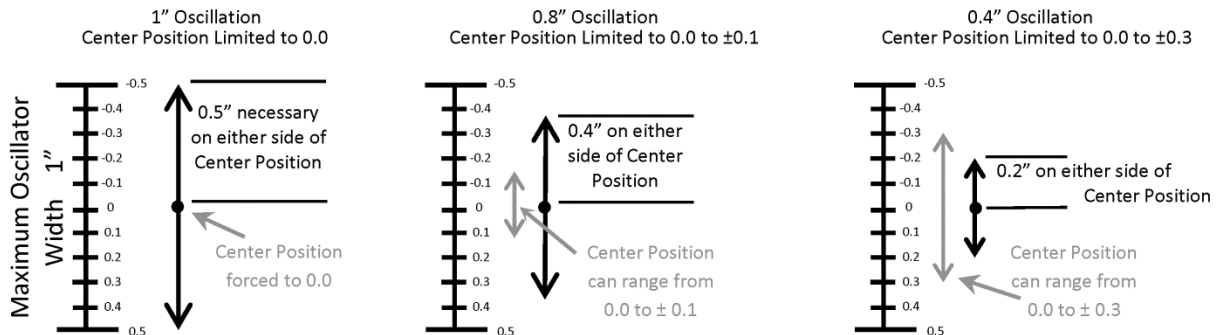 1” Oscillation
Center Position Limited to 0.0
0.8” Oscillation
Center Position Limited to 0.0 to ±0.1
0.4” Oscillation
Center Position Limited to 0.0 to ±0.3
Maximum Oscillator
Width 1”
-0.5
-0.4
-0.3
-0.2
-0.1
0
0.1
0.2
0.3
0.4
0.5
0.5” necessary
on either side of
Center Position
Center Position
forced to 0.0
-0.5
-0.4
-0.3
-0.2
-0.1
0
0.1
0.2
0.3
0.4
0.5
0.4” on either
side of Center
Position
Center Position
can range from
0.0 to ± 0.1
-0.5
-0.4
-0.3
-0.2
-0.1
0
0.1
0.2
0.3
0.4
0.5
0.2” on either side of
Center Position
Center Position
can range from
0.0 to ± 0.3